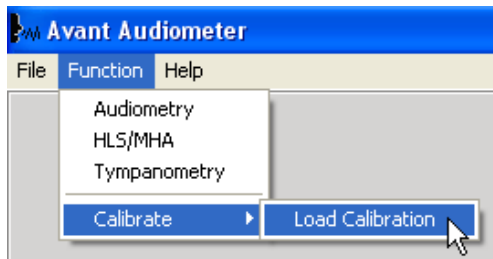 Avant Audiometer
File Function Help
Audiometry
HLS/MHA
Tympanometry
Calibrate Load Calibration